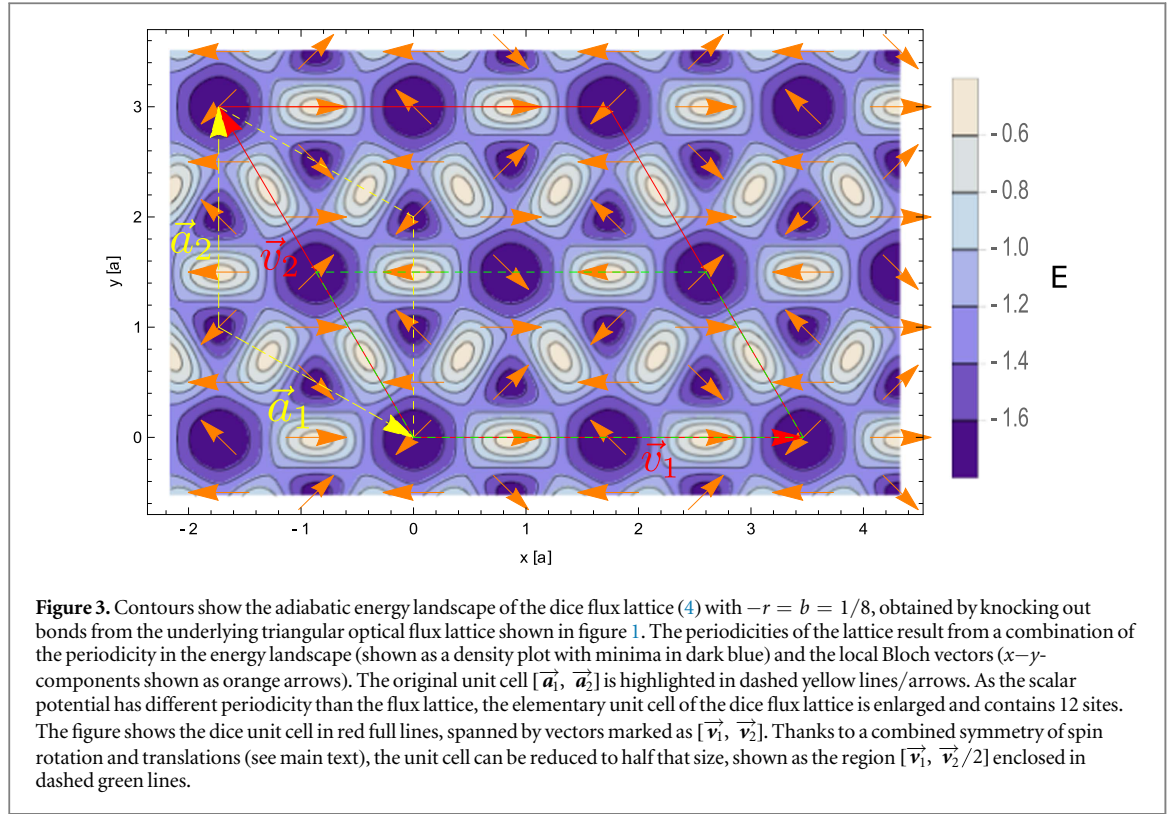 3
2
1
0
y [a]
-2
-1
0
1
2
3
4
x [a]
a⃗₂
v⃗₂
a⃗₁
v⃗₁
-0.6
-0.8
-1.0
-1.2
-1.4
-1.6
E
Figure 3. Contours show the adiabatic energy landscape of the dice flux lattice (4) with −r = b = 1/8, obtained by knocking out
bonds from the underlying triangular optical flux lattice shown in figure 1. The periodicities of the lattice result from a combination of
the periodicity in the energy landscape (shown as a density plot with minima in dark blue) and the local Bloch vectors (x–y-
components shown as orange arrows). The original unit cell [a⃗₁, a⃗₂] is highlighted in dashed yellow lines/arrows. As the scalar
potential has different periodicity than the flux lattice, the elementary unit cell of the dice flux lattice is enlarged and contains 12 sites.
The figure shows the dice unit cell in red full lines, spanned by vectors marked as [v⃗₁, v⃗₂]. Thanks to a combined symmetry of spin
rotation and translations (see main text), the unit cell can be reduced to half that size, shown as the region [v⃗₁, v⃗₂/2] enclosed in
dashed green lines.